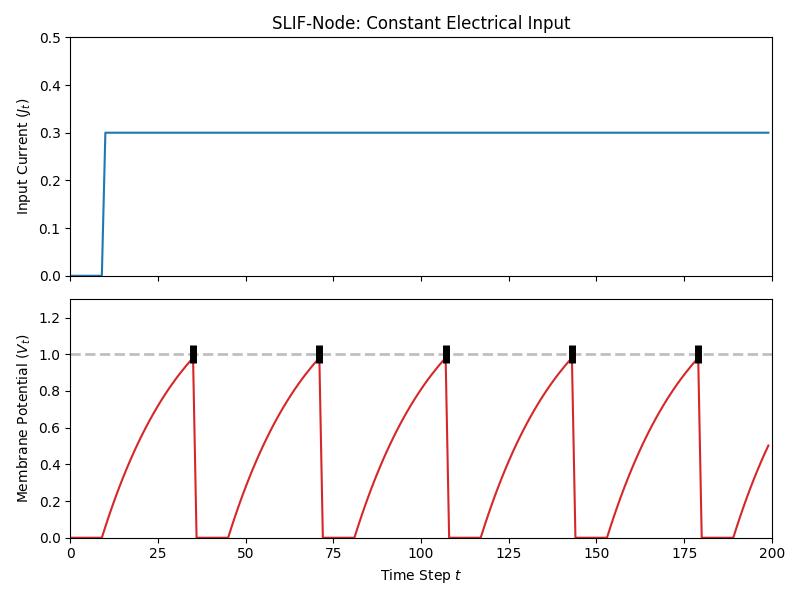 SLIF-Node: Constant Electrical Input
0.5
0.4
0.3
0.2
0.1
0.0
Input Current ($J_t$)
1.2
1.0
0.8
0.6
0.4
0.2
0.0
Membrane Potential ($V_t$)
0 25 50 75 100 125 150 175 200
Time Step $t$